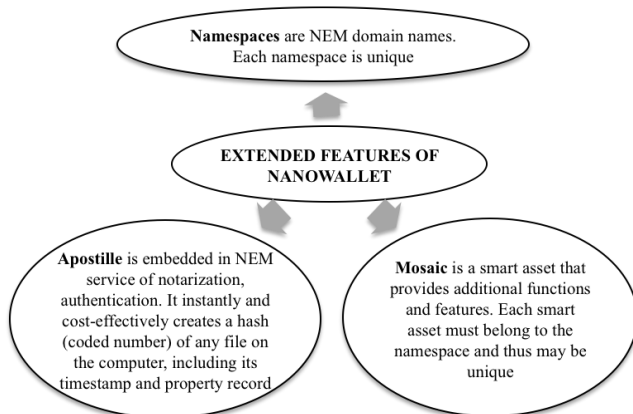 Namespaces are NEM domain names.
Each namespace is unique
EXTENDED FEATURES OF
NANOWALLET
Apostille is embedded in NEM
service of notarization,
authentication. It instantly and
cost-effectively creates a hash
(coded number) of any file on
the computer, including its
timestamp and property record
Mosaic is a smart asset that
provides additional functions
and features. Each smart
asset must belong to the
namespace and thus may be
unique